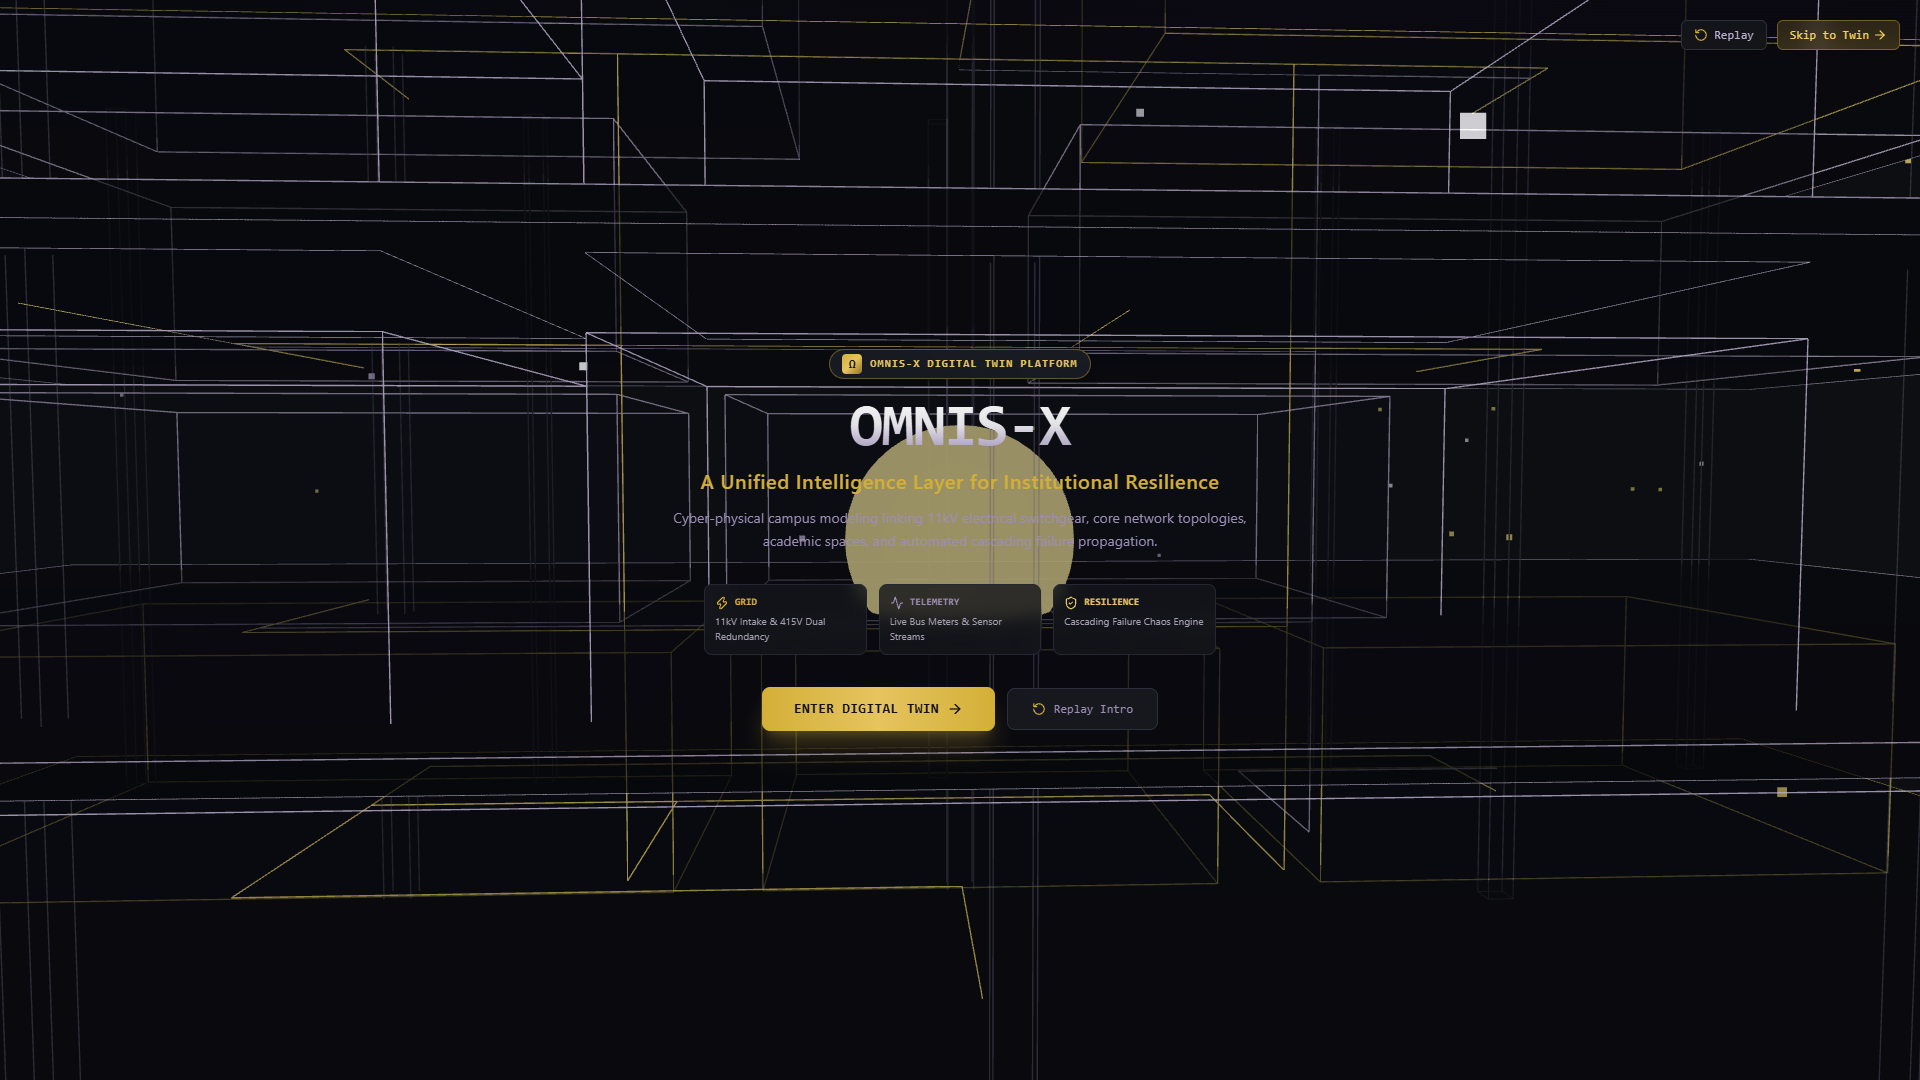 Replay
Skip to Twin →
Ω OMNIS-X DIGITAL TWIN PLATFORM
OMNIS-X
A Unified Intelligence Layer for Institutional Resilience
Cyber-physical campus modeling linking 11kV electrical switchgear, core network topologies,
academic spaces, and automated cascading failure propagation.
GRID
11kV Intake & 415V Dual
Redundancy
TELEMETRY
Live Bus Meters & Sensor
Streams
RESILIENCE
Cascading Failure Chaos Engine
ENTER DIGITAL TWIN →
Replay Intro